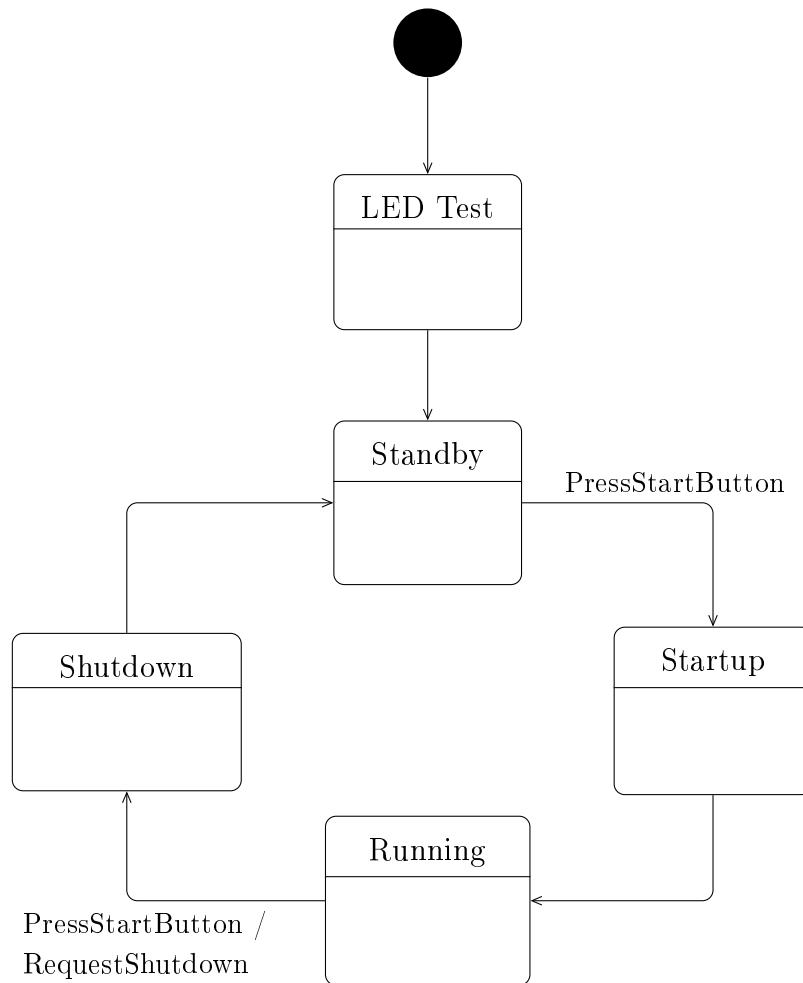 LED Test
Standby
PressStartButton
Shutdown
Startup
Running
PressStartButton /
RequestShutdown